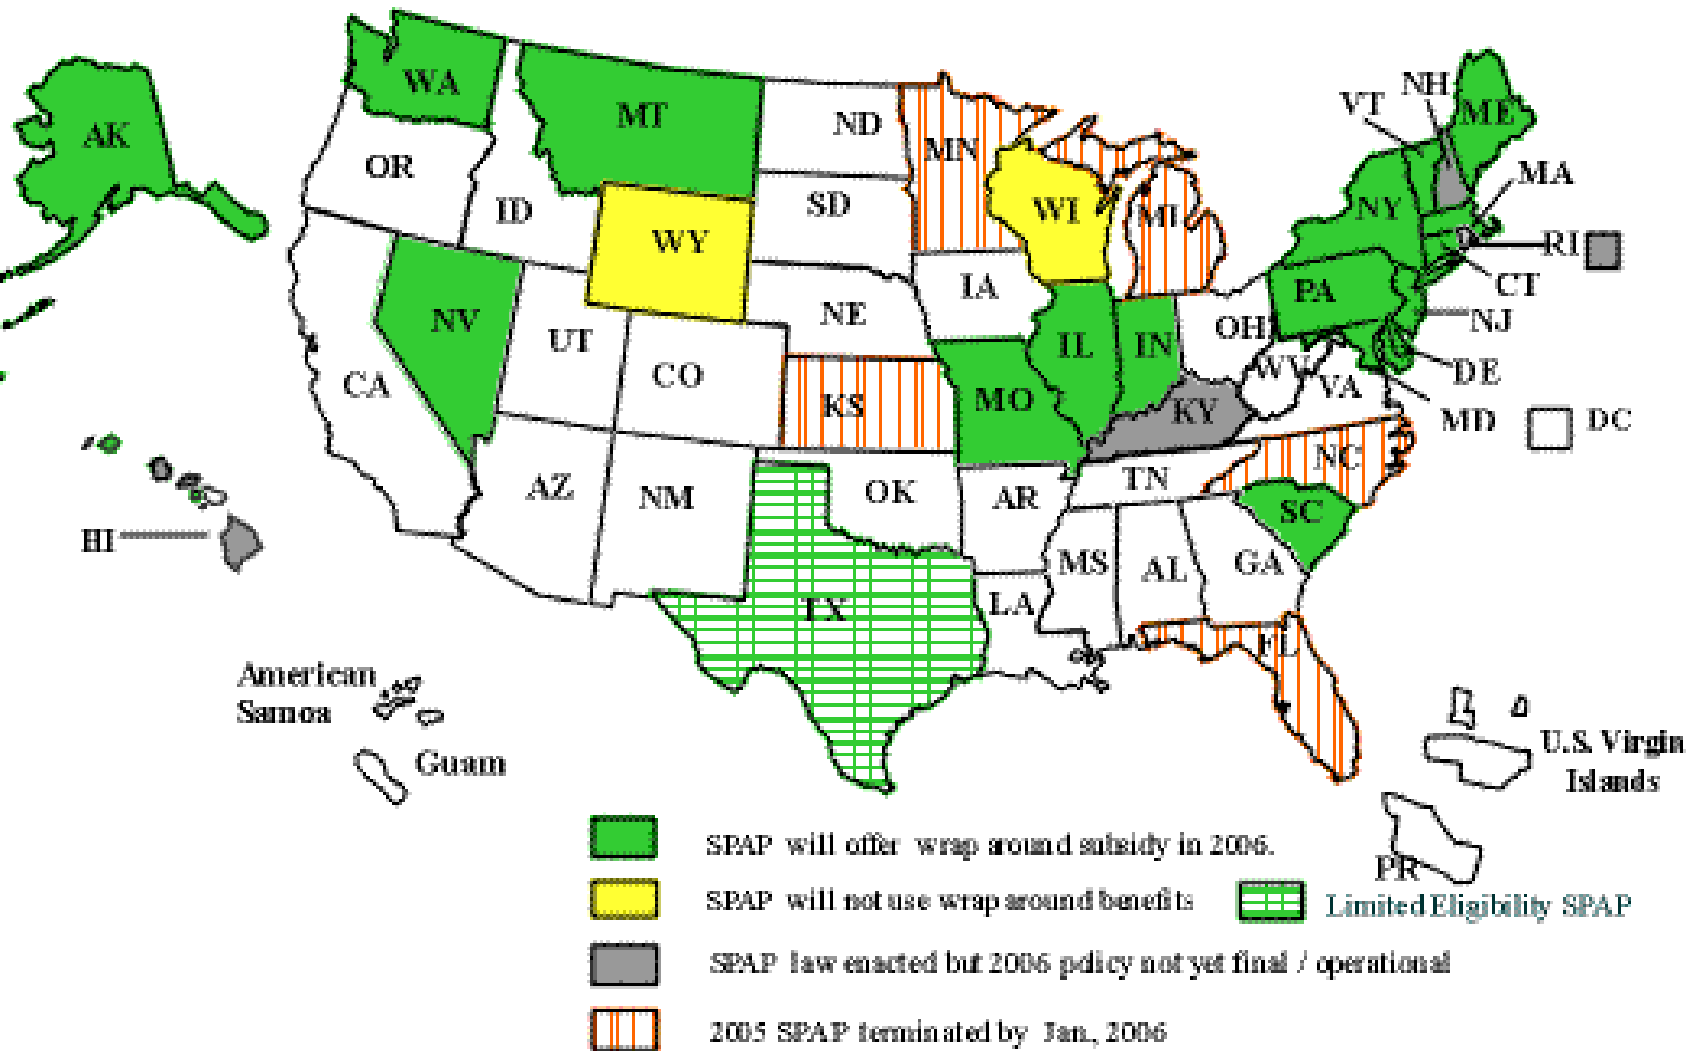 WA
MT
ND
MN
VT
NH
ME
AK
OR
ID
SD
WI
MI
NY
MA
WY
RI
IA
PA
CT
NV
UT
NE
IL
IN
OH
NJ
CA
CO
KS
MO
KY
WV
VA
DE
MD
DC
AZ
NM
OK
AR
TN
NC
SC
HI
TX
LA
MS
AL
GA
FL
American
Samoa
Guam
U.S. Virgin
Islands
PR
SPAP will offer wrap around subsidy in 2006.
SPAP will not use wrap around benefits
Limited Eligibility SPAP
SPAP law enacted but 2006 policy not yet final / operational
2005 SPAP terminated by Jan., 2006